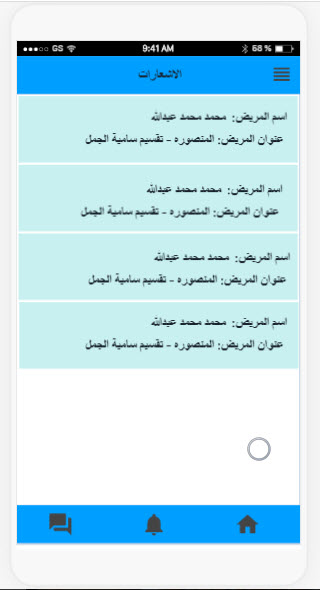 GS 9:41 AM 58 %
الاشعارات
اسم المريض: محمد محمد عبدالله
عنوان المريض: المنصوره - تقسيم سامية الجمل
اسم المريض: محمد محمد عبدالله
عنوان المريض: المنصوره - تقسيم سامية الجمل
اسم المريض: محمد محمد عبدالله
عنوان المريض: المنصوره - تقسيم سامية الجمل
اسم المريض: محمد محمد عبدالله
عنوان المريض: المنصوره - تقسيم سامية الجمل